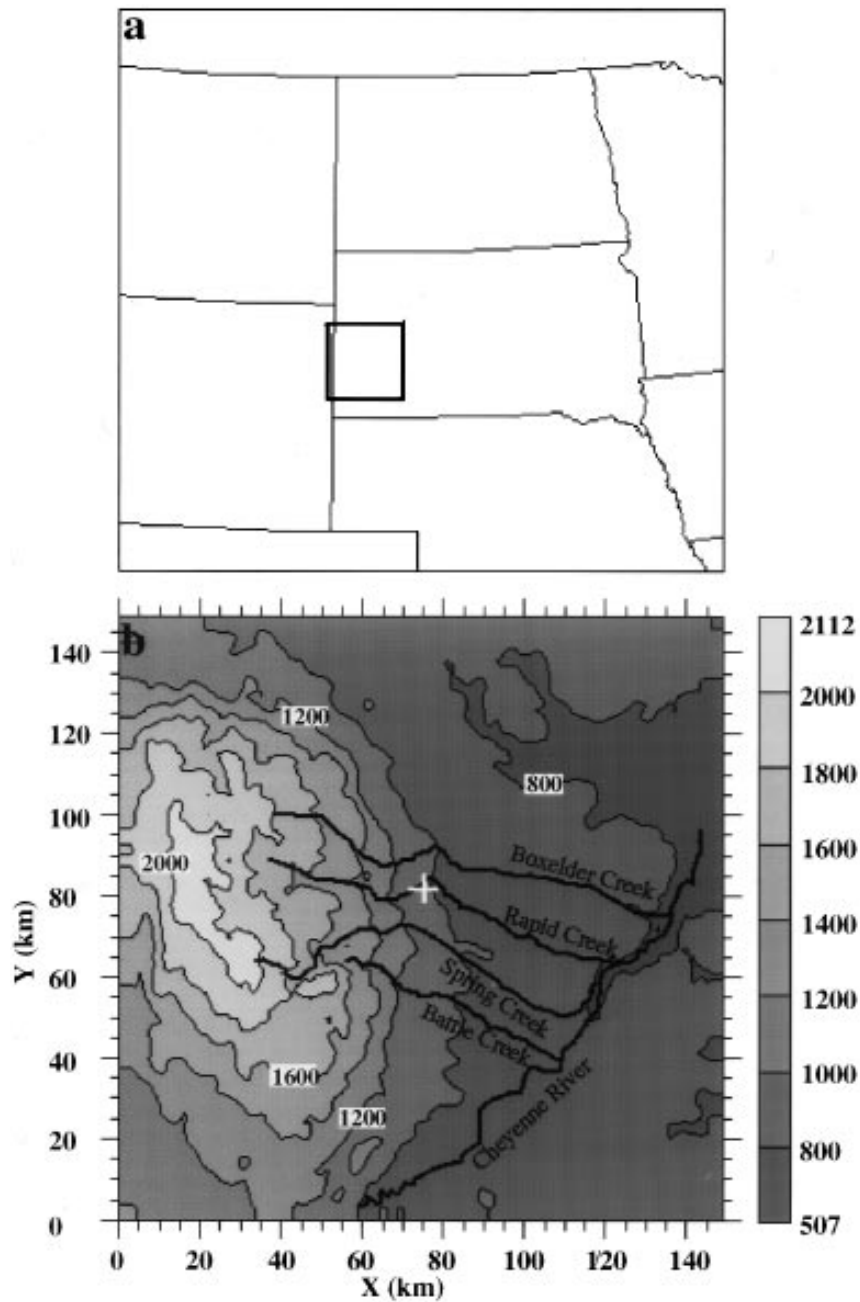 a
b
2112
2000
1800
1600
1400
1200
1000
800
507
140
120
100
80
60
40
20
0
Y (km)
1200
800
2000
1600
1200
Boxelder Creek
Rapid Creek
Spring Creek
Battle Creek
Cheyenne River
0 20 40 60 80 100 120 140
X (km)